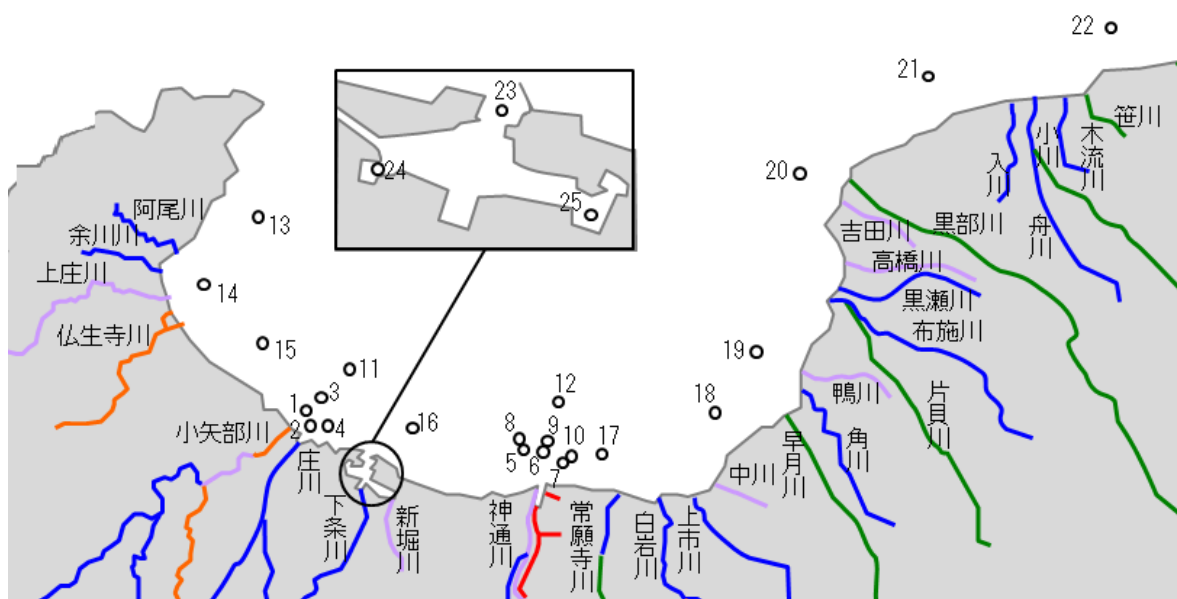 22
21
23
笹川
木流川
小川
入川
24
20
阿尾川
25
舟川
13
余川川
吉田川
黒部川
上庄川
高橋川
14
黒瀬川
仏生寺川
布施川
15
19
11
鴨川
片貝川
3
12
1
18
2
4
16
8
9
10
17
小矢部川
5
6
早月川
角川
7
庄川
中川
下条川
新堀川
神通川
常願寺川
白岩川
上市川